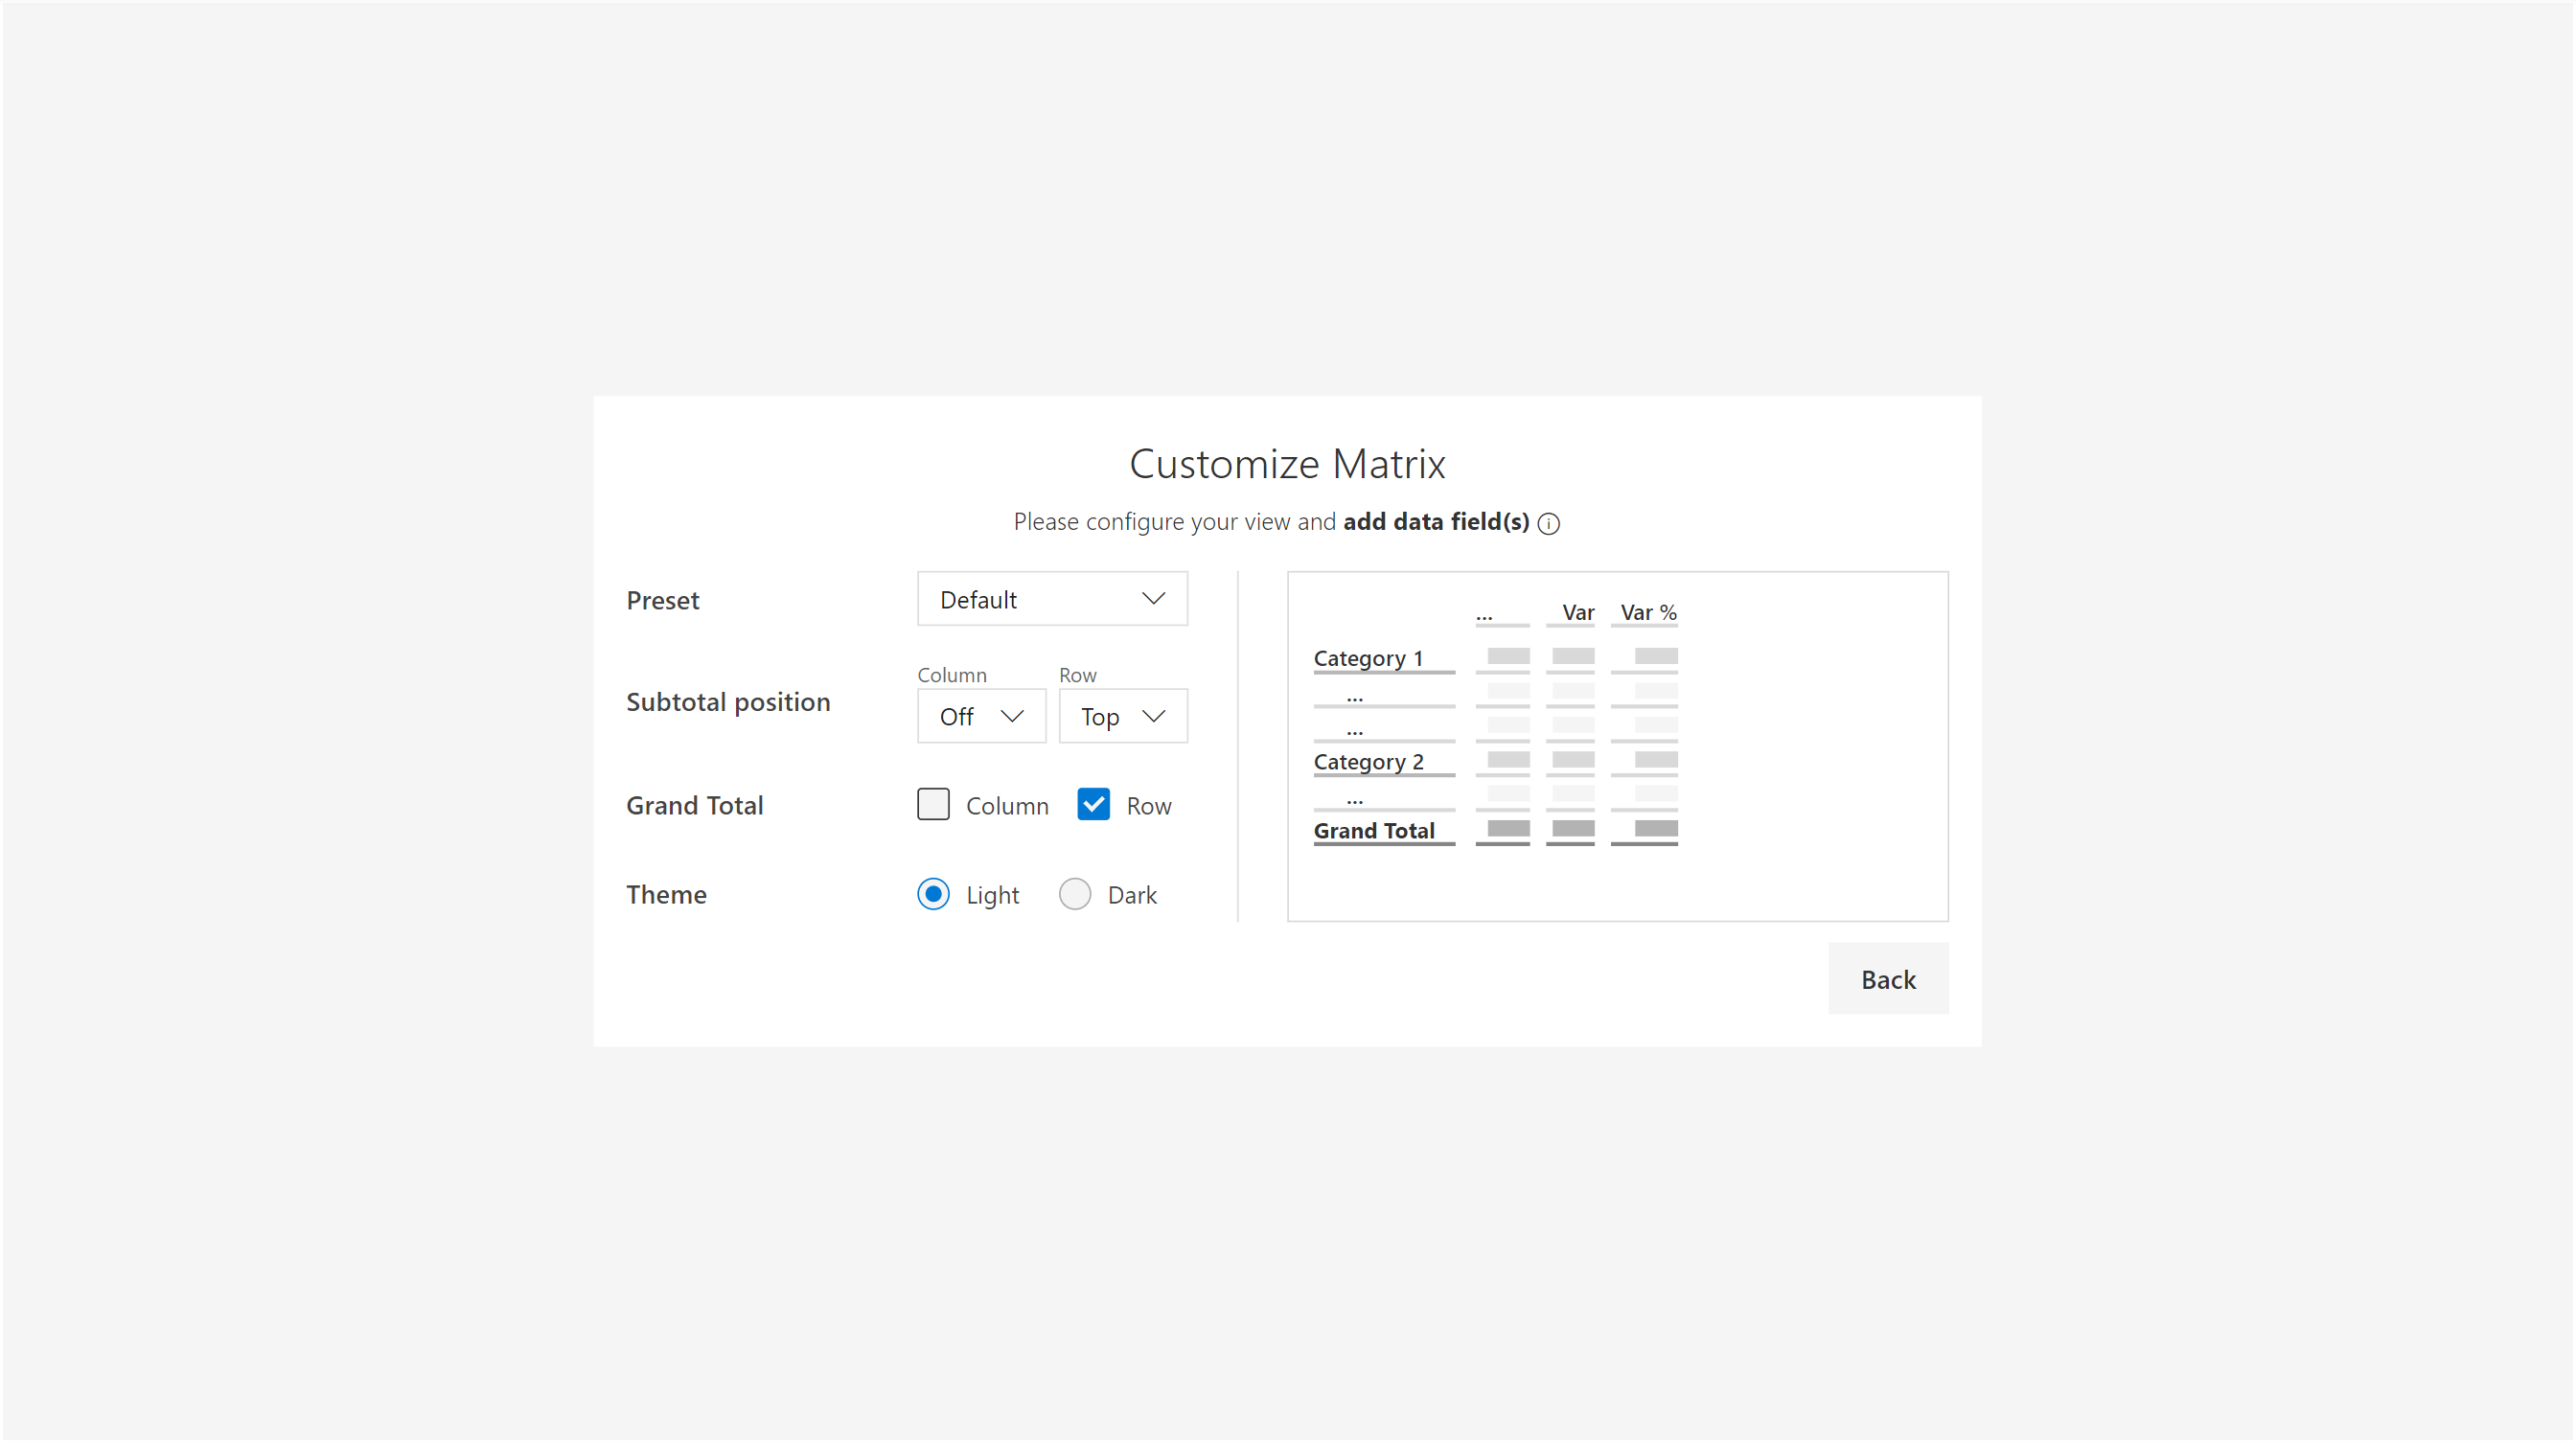 Customize Matrix
Please configure your view and add data field(s)
Preset
Default
Column
Row
Subtotal position
Off
Top
Grand Total
Column
Row
Theme
Light
Dark
... Var Var %
Category 1
...
...
Category 2
...
Grand Total
Back